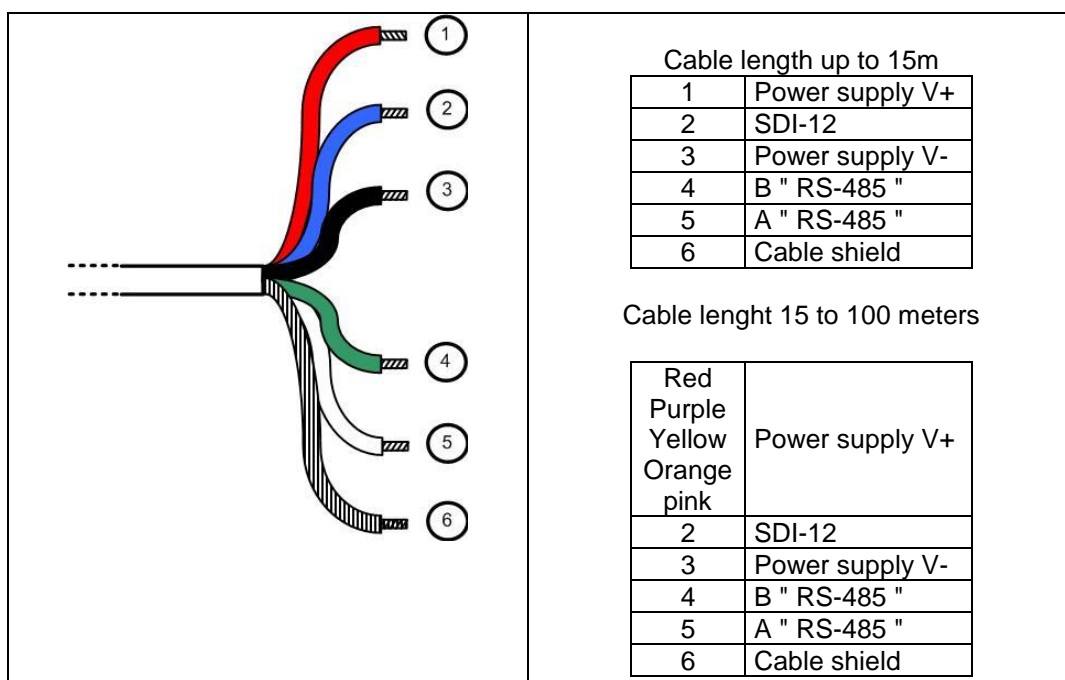 1
2
3
4
5
6
Cable length up to 15m
1 Power supply V+
2 SDI-12
3 Power supply V-
4 B " RS-485 "
5 A " RS-485 "
6 Cable shield
Cable lenght 15 to 100 meters
Red
Purple
Yellow
Orange
pink
Power supply V+
2 SDI-12
3 Power supply V-
4 B " RS-485 "
5 A " RS-485 "
6 Cable shield